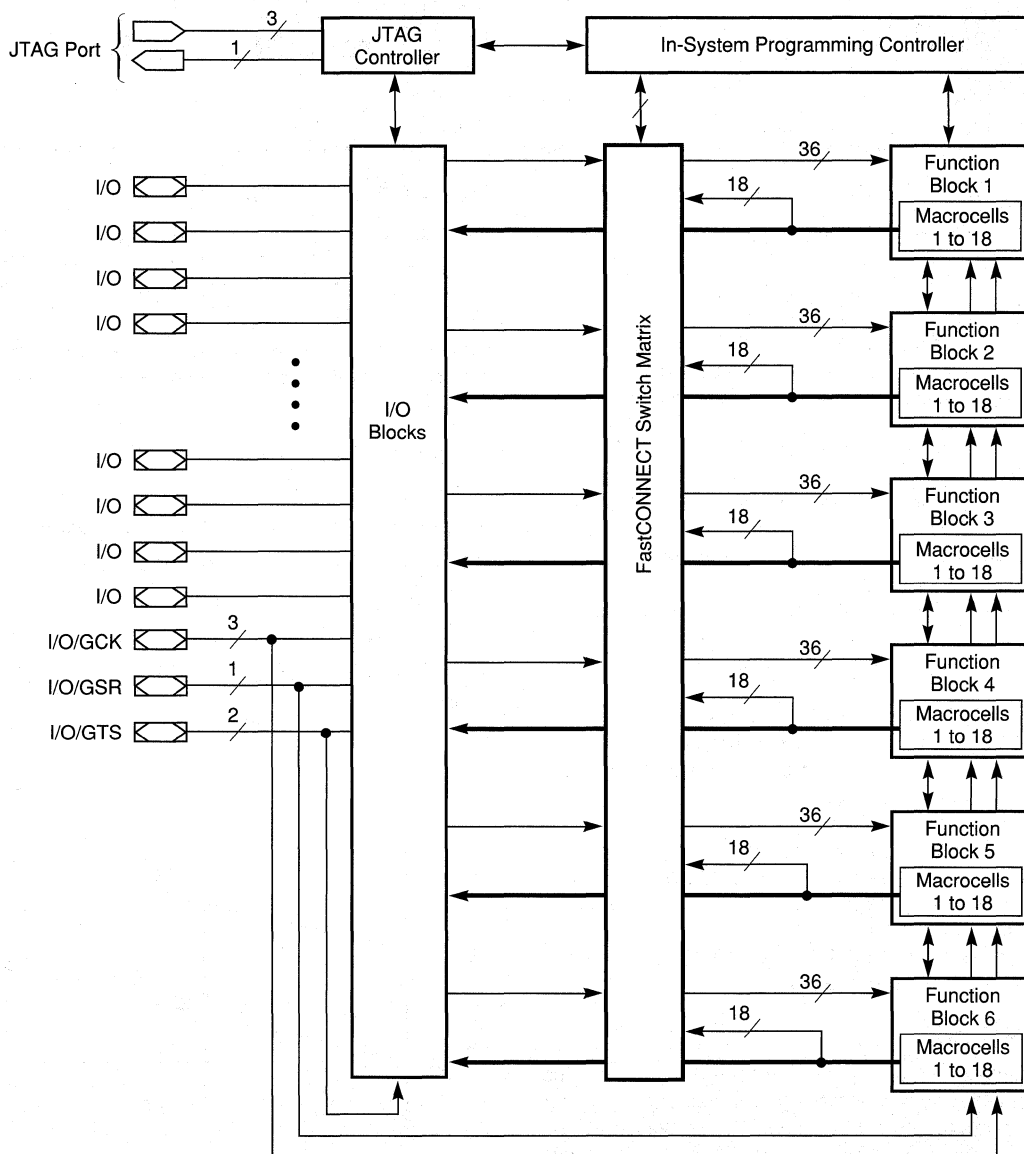 JTAG Port
3
1
JTAG
Controller
In-System Programming Controller
I/O
I/O
I/O
I/O
I/O
I/O
I/O
I/O
I/O/GCK
3
I/O/GSR
1
I/O/GTS
2
I/O
Blocks
FastCONNECT Switch Matrix
36
18
Function
Block 1
Macrocells
1 to 18
36
18
Function
Block 2
Macrocells
1 to 18
36
18
Function
Block 3
Macrocells
1 to 18
36
18
Function
Block 4
Macrocells
1 to 18
36
18
Function
Block 5
Macrocells
1 to 18
36
18
Function
Block 6
Macrocells
1 to 18